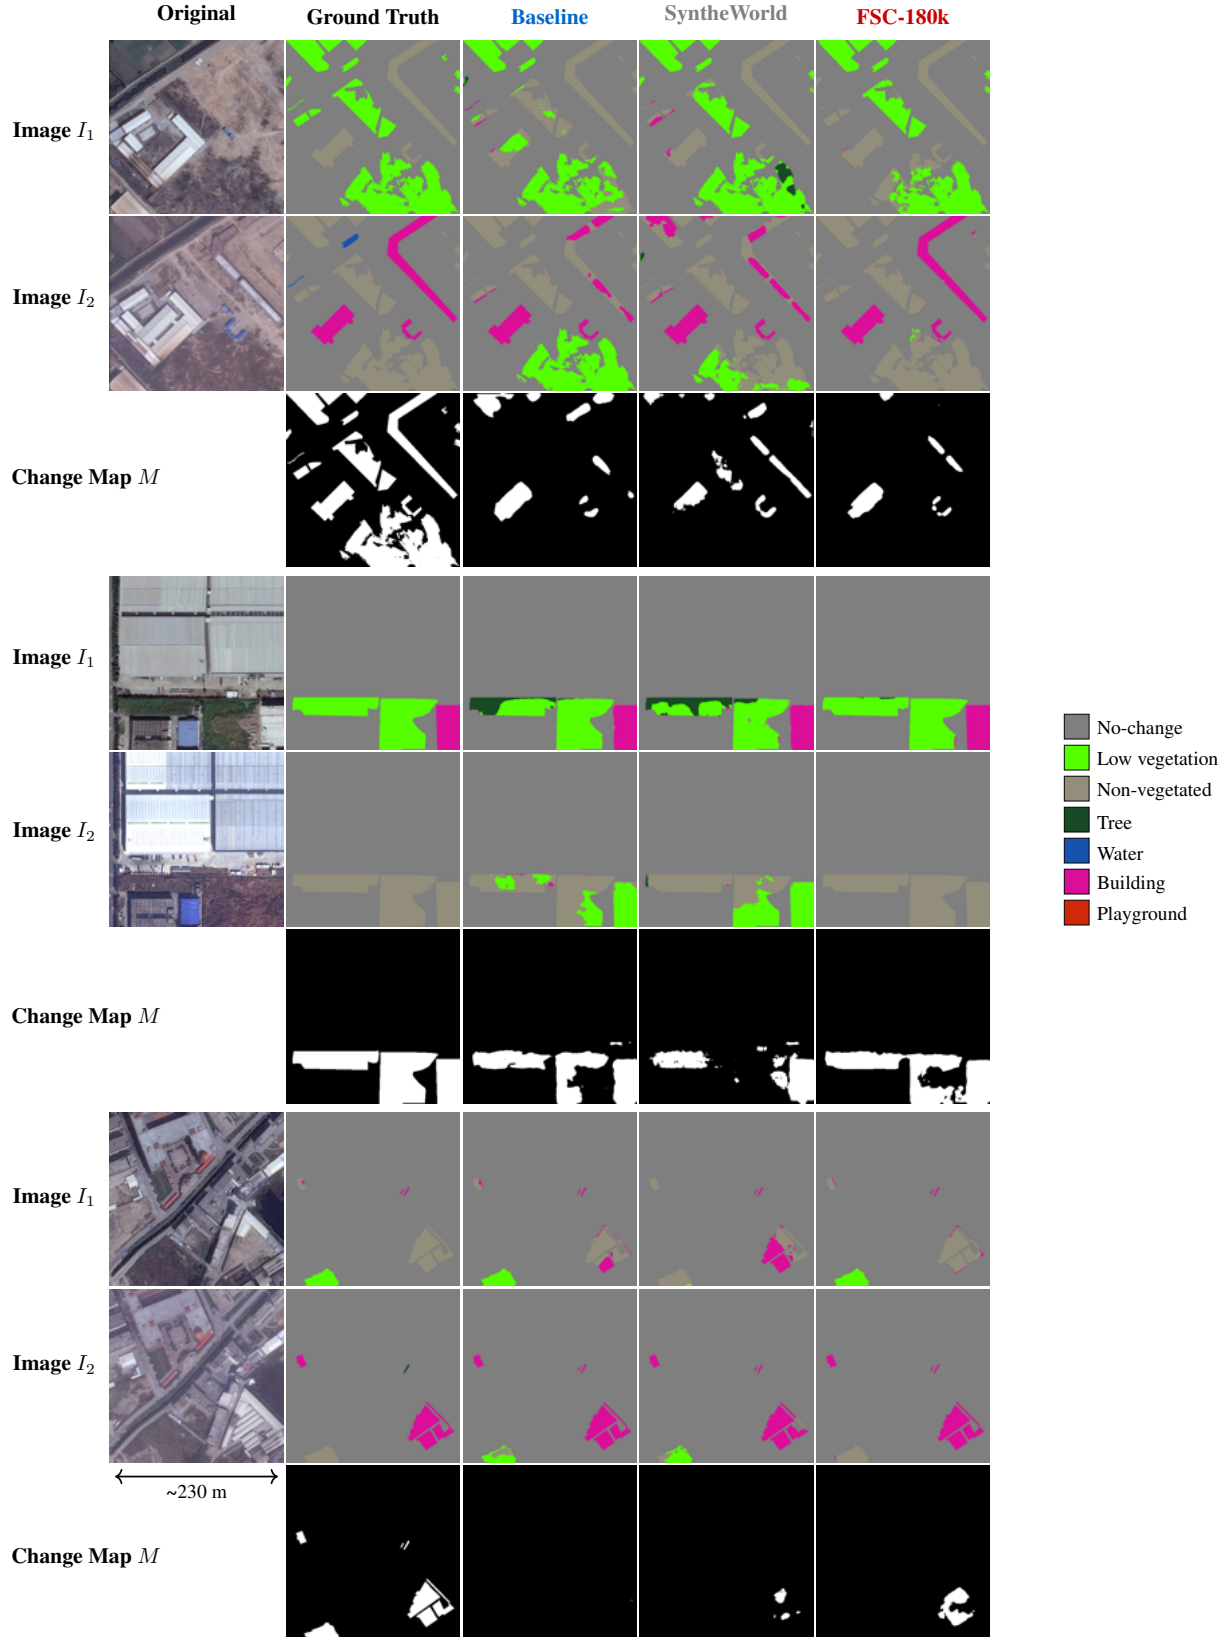 Original Ground Truth Baseline SyntheWorld FSC-180k
Image I₁
Image I₂
Change Map M
Image I₁
Image I₂
Change Map M
Image I₁
Image I₂
~230 m
Change Map M
No-change
Low vegetation
Non-vegetated
Tree
Water
Building
Playground